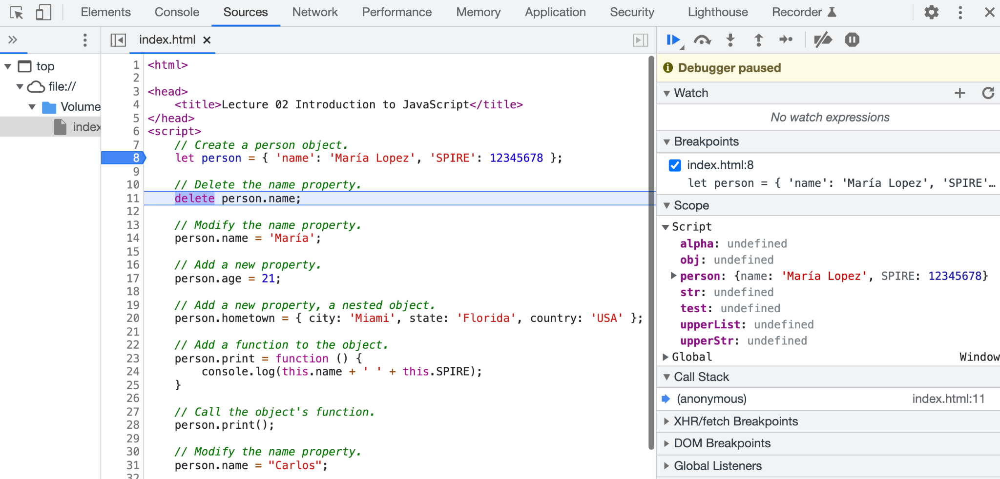 Elements Console Sources Network Performance Memory Application Security Lighthouse Recorder
index.html
top
file://
Volume
index
1 <html>
2
3 <head>
4 <title>Lecture 02 Introduction to JavaScript</title>
5 </head>
6 <script>
7 // Create a person object.
8 let person = { 'name': 'María Lopez', 'SPIRE': 12345678 };
9
10 // Delete the name property.
11 delete person.name;
12
13 // Modify the name property.
14 person.name = 'María';
15
16 // Add a new property.
17 person.age = 21;
18
19 // Add a new property, a nested object.
20 person.hometown = { city: 'Miami', state: 'Florida', country: 'USA' };
21
22 // Add a function to the object.
23 person.print = function () {
24 console.log(this.name + ' ' + this.SPIRE);
25 }
26
27 // Call the object's function.
28 person.print();
29
30 // Modify the name property.
31 person.name = "Carlos";
32
Debugger paused
Watch
No watch expressions
Breakpoints
index.html:8
let person = { 'name': 'María Lopez', 'SPIRE'…
Scope
Script
alpha: undefined
obj: undefined
person: {name: 'María Lopez', SPIRE: 12345678}
str: undefined
test: undefined
upperList: undefined
upperStr: undefined
Global Window
Call Stack
(anonymous) index.html:11
XHR/fetch Breakpoints
DOM Breakpoints
Global Listeners